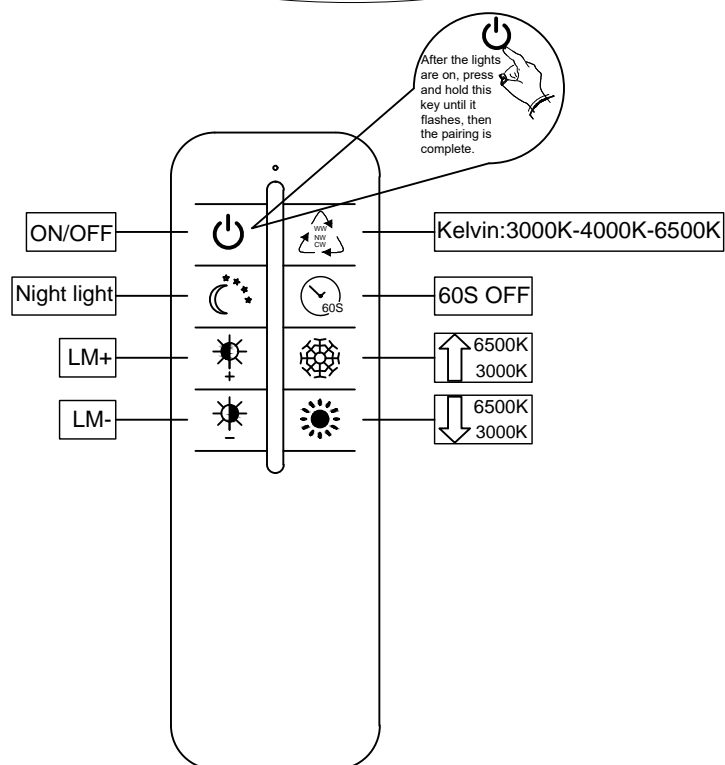 After the lights
are on, press
and hold this
key until it
flashes, then
the pairing is
complete.
ON/OFF
WW
NW
CW
Kelvin:3000K-4000K-6500K
Night light
60S
60S OFF
LM+
+
6500K
3000K
LM-
−
6500K
3000K